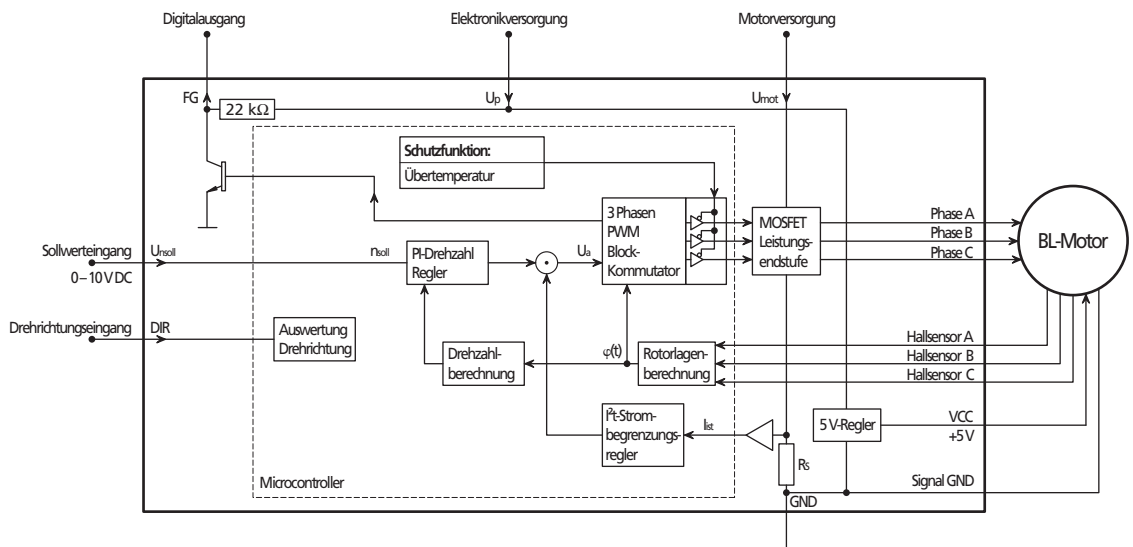 Digitalausgang
Elektronikversorgung
Motorversorgung
FG
22 kΩ
Up
Umot
Schutzfunktion:
Übertemperatur
3 Phasen
PWM
Block-
Kommutator
MOSFET
Leistungs-
endstufe
Phase A
Phase B
Phase C
BL-Motor
Sollwerteingang
0–10 V DC
Unsoll
nsoll
PI-Drehzahl
Regler
Ua
Drehrichtungseingang
DIR
Auswertung
Drehrichtung
Drehzahl-
berechnung
φ(t)
Rotorlagen-
berechnung
Hallsensor A
Hallsensor B
Hallsensor C
I²t-Strom-
begrenzungs-
regler
Iist
5 V-Regler
VCC
+5 V
RS
Microcontroller
Signal GND
GND